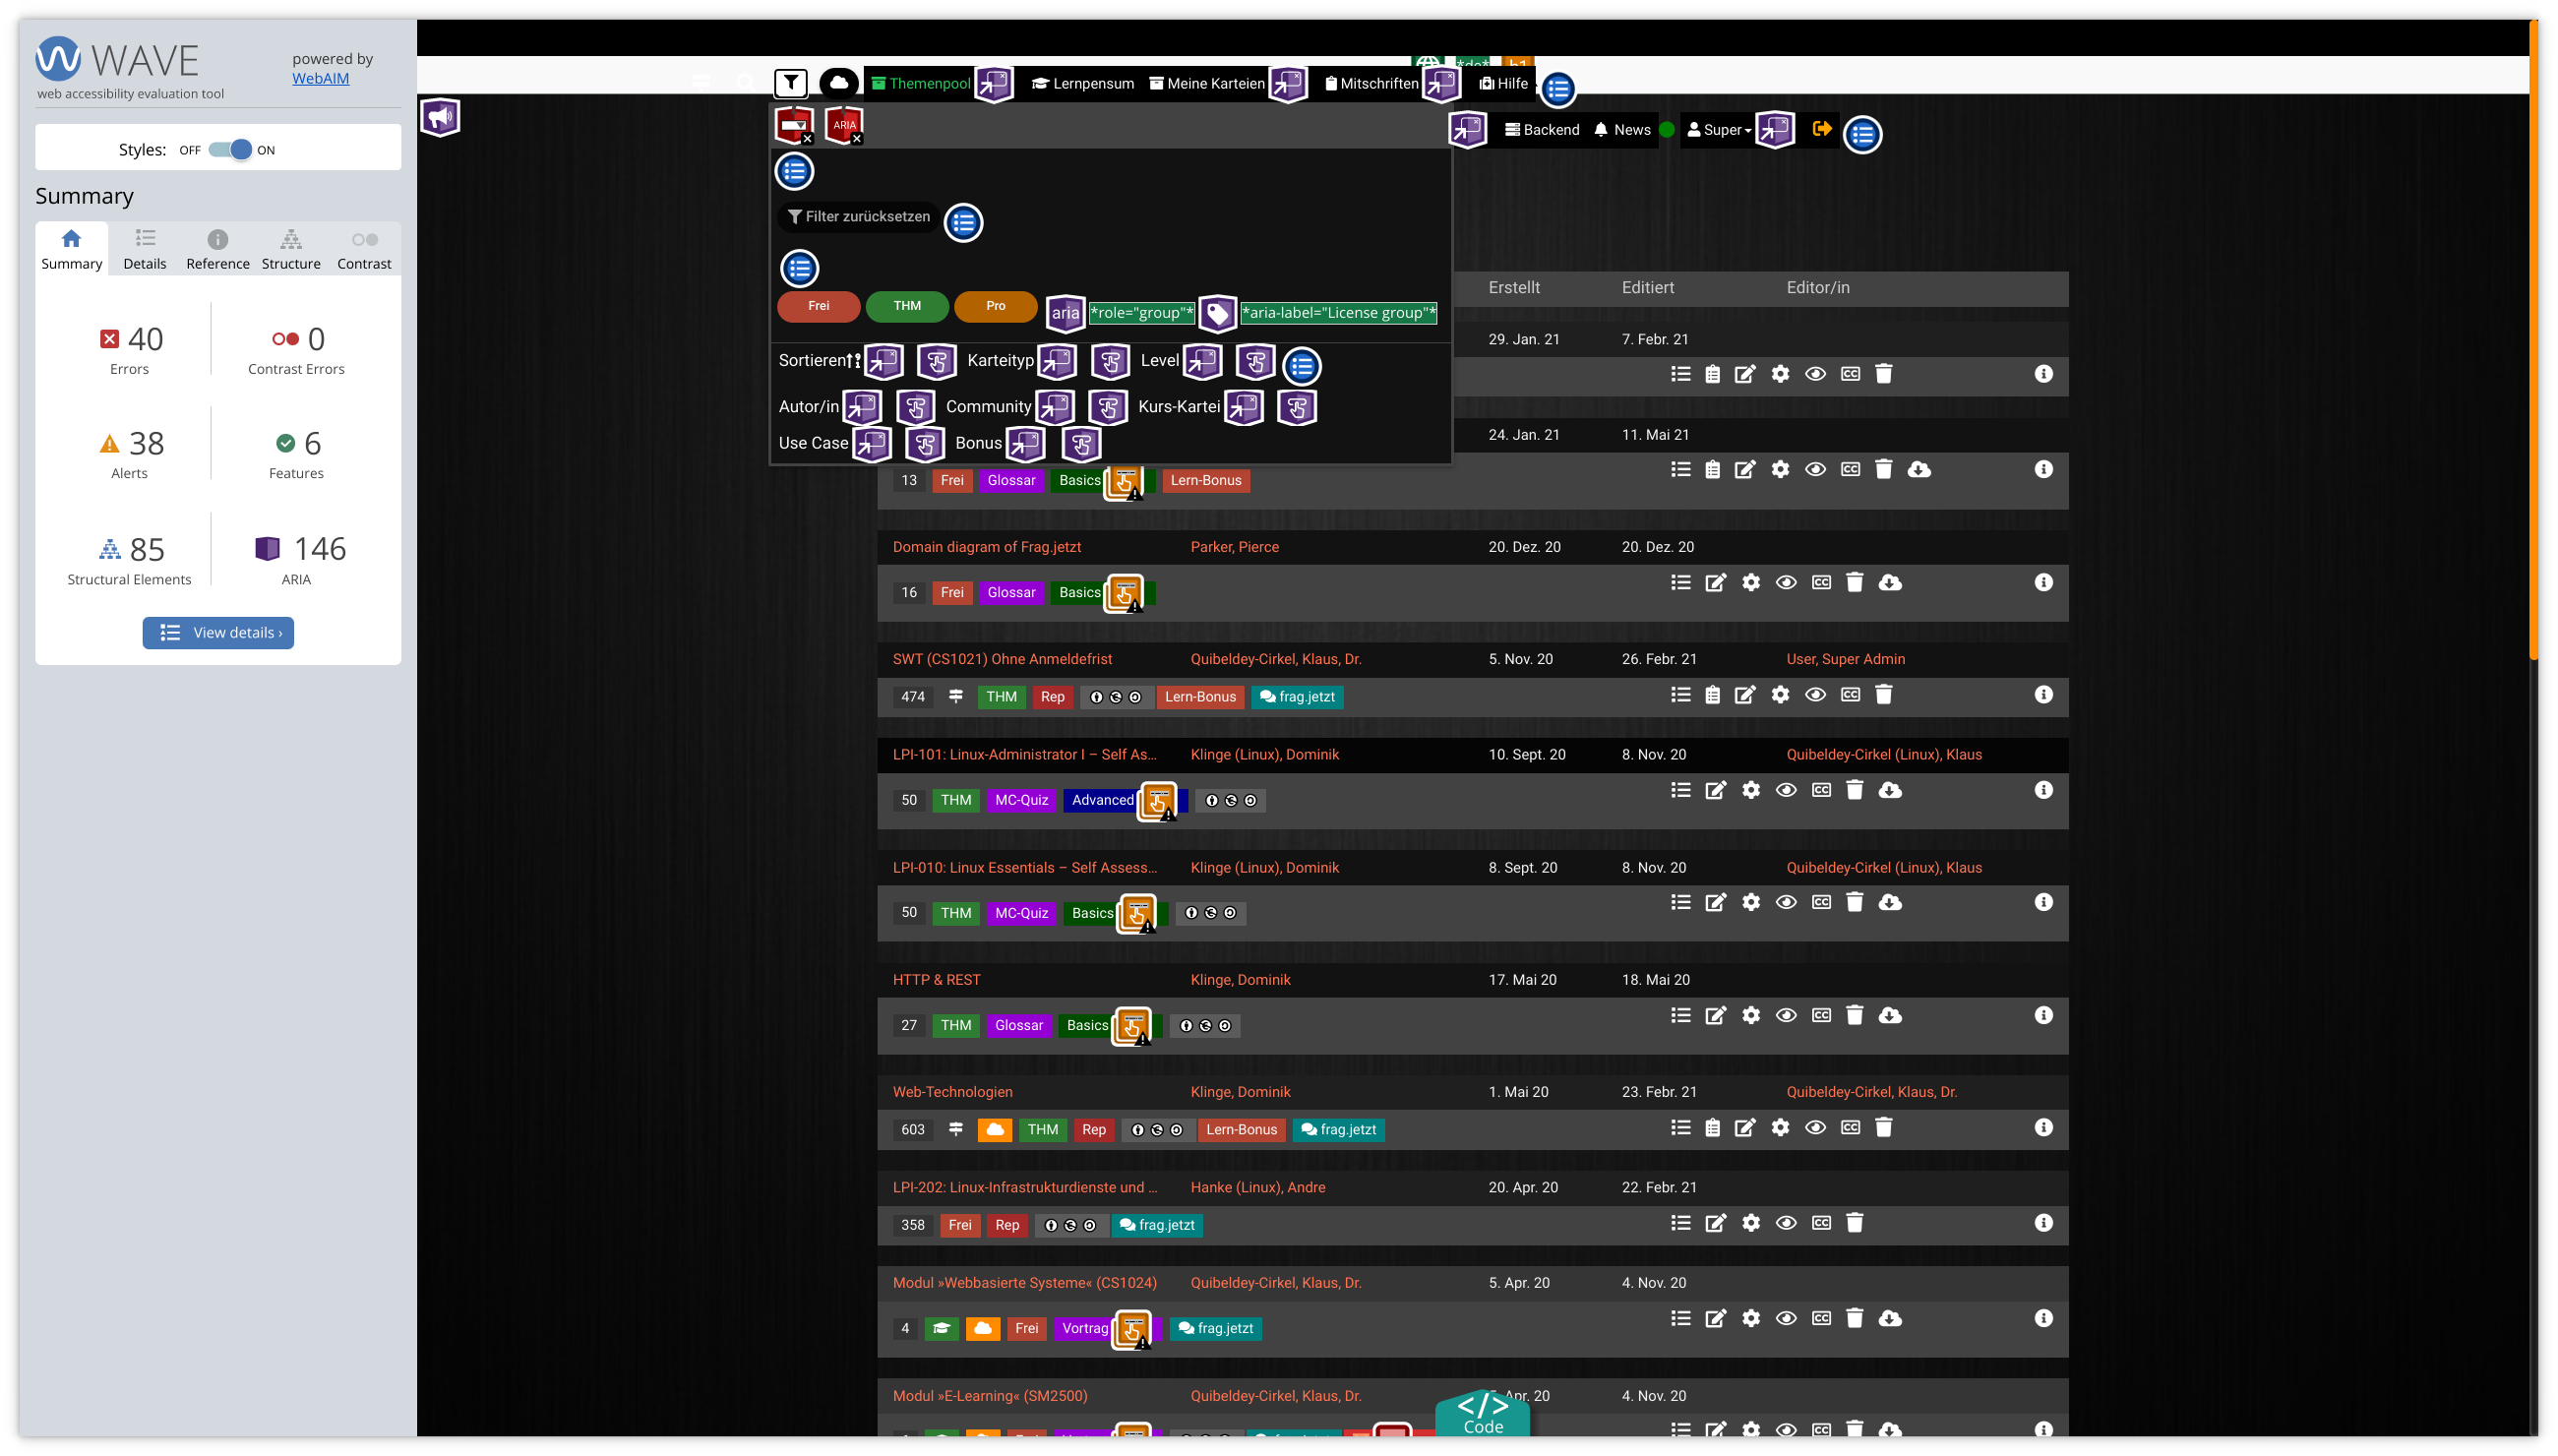 WAVE
powered by
WebAIM
web accessibility evaluation tool
Styles: OFF ON
Summary
Summary Details Reference Structure Contrast
40 0
Errors Contrast Errors
38 6
Alerts Features
85 146
Structural Elements ARIA
View details ›
Themenpool Lernpensum Meine Karteien Mitschriften Hilfe
ARIA
Backend News Super
Filter zurücksetzen
Frei THM Pro aria *role="group"* *aria-label="License group"*
Sortieren Karteityp Level
Autor/in Community Kurs-Kartei
Use Case Bonus
Erstellt Editiert Editor/in
29. Jan. 21 7. Febr. 21
24. Jan. 21 11. Mai 21
13 Frei Glossar Basics Lern-Bonus
Domain diagram of Frag.jetzt Parker, Pierce 20. Dez. 20 20. Dez. 20
16 Frei Glossar Basics
SWT (CS1021) Ohne Anmeldefrist Quibeldey-Cirkel, Klaus, Dr. 5. Nov. 20 26. Febr. 21 User, Super Admin
474 THM Rep Lern-Bonus frag.jetzt
LPI-101: Linux-Administrator I – Self As... Klinge (Linux), Dominik 10. Sept. 20 8. Nov. 20 Quibeldey-Cirkel (Linux), Klaus
50 THM MC-Quiz Advanced
LPI-010: Linux Essentials – Self Assess... Klinge (Linux), Dominik 8. Sept. 20 8. Nov. 20 Quibeldey-Cirkel (Linux), Klaus
50 THM MC-Quiz Basics
HTTP & REST Klinge, Dominik 17. Mai 20 18. Mai 20
27 THM Glossar Basics
Web-Technologien Klinge, Dominik 1. Mai 20 23. Febr. 21 Quibeldey-Cirkel, Klaus, Dr.
603 THM Rep Lern-Bonus frag.jetzt
LPI-202: Linux-Infrastrukturdienste und ... Hanke (Linux), Andre 20. Apr. 20 22. Febr. 21
358 Frei Rep frag.jetzt
Modul »Webbasierte Systeme« (CS1024) Quibeldey-Cirkel, Klaus, Dr. 5. Apr. 20 4. Nov. 20
4 Frei Vortrag frag.jetzt
Modul »E-Learning« (SM2500) Quibeldey-Cirkel, Klaus, Dr. Apr. 20 4. Nov. 20
</> Code